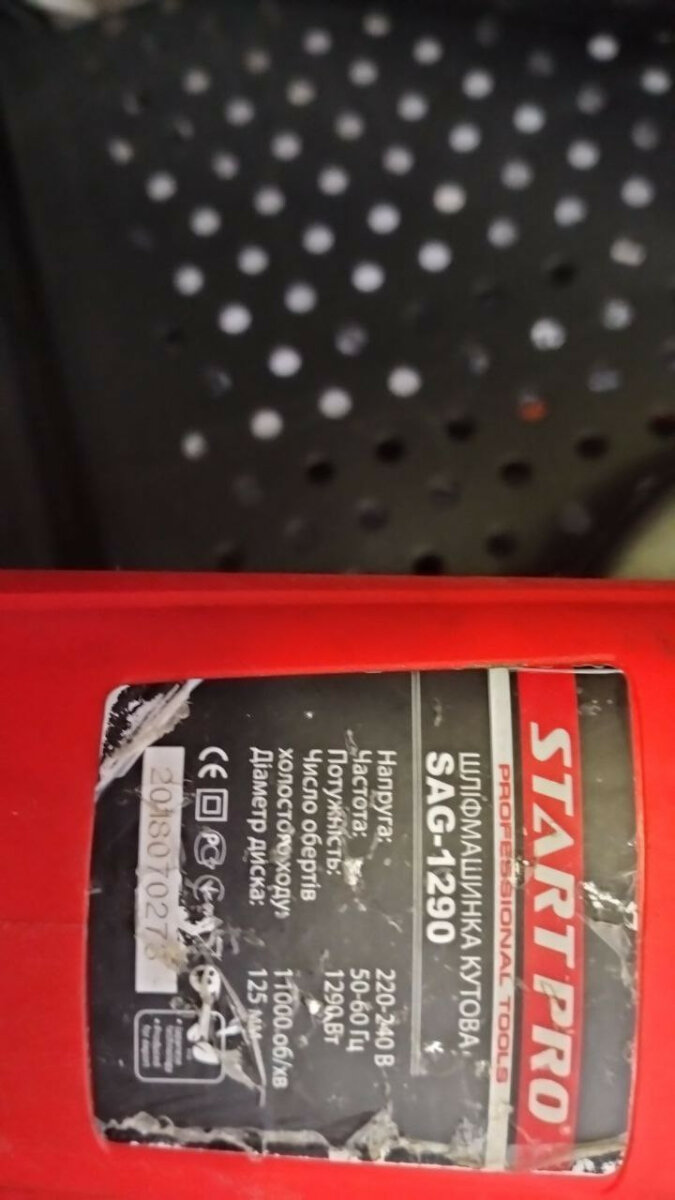 START PRO®
PROFESSIONAL TOOLS
ШЛІФМАШИНКА КУТОВА
SAG-1290
Напруга: 220-240 В
Частота: 50-60 Гц
Потужність: 1290 Вт
Число обертів
холостого ходу: 11000 об/хв
Діаметр диска: 125 мм
CE
2018070278